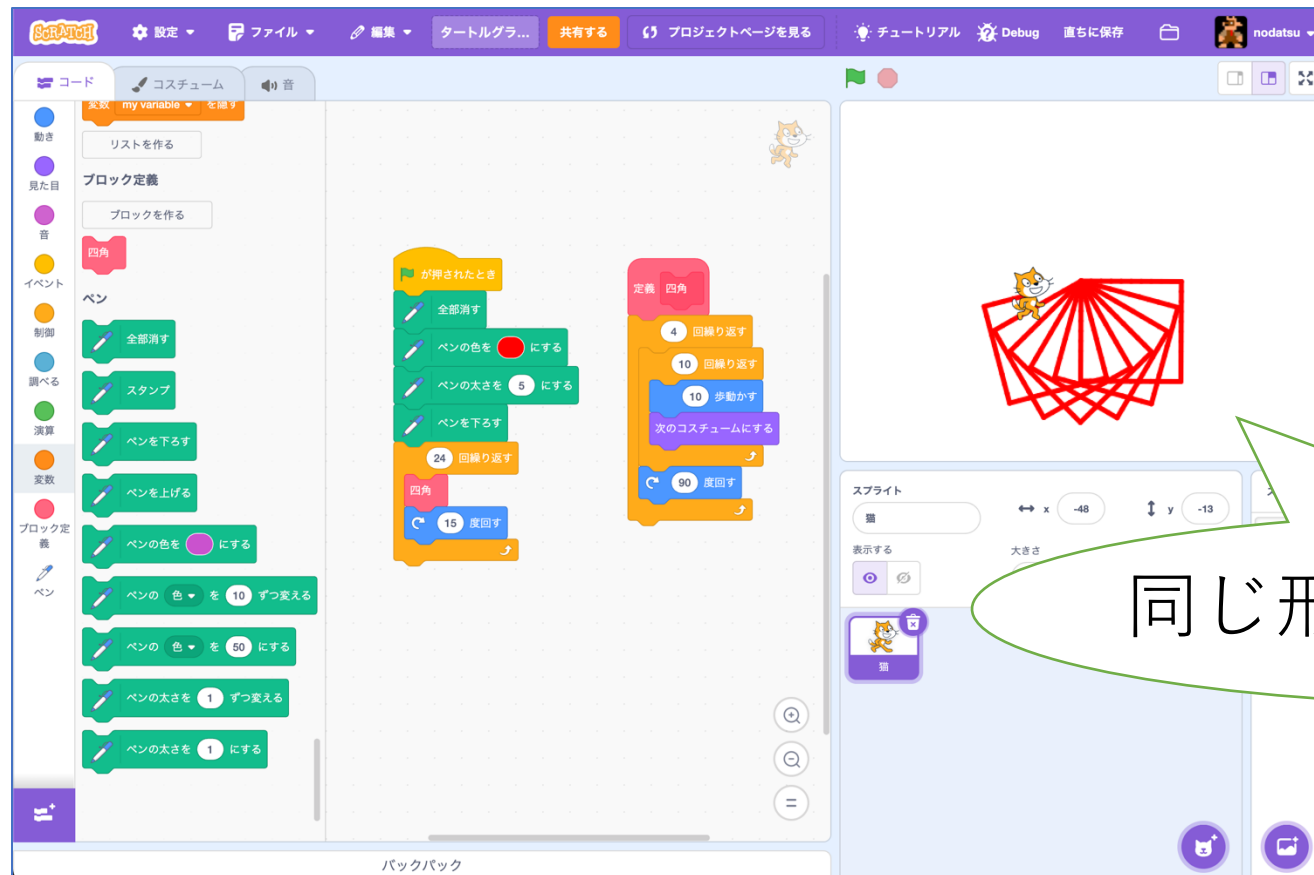 SCRATCH 設定 ファイル 編集 タートルグラ... 共有する プロジェクトページを見る チュートリアル Debug 直ちに保存 nodatsu
コード コスチューム 音
動き
見た目
音
イベント
制御
調べる
演算
変数
ブロック定
義
ペン
変数 my variable を隠す
リストを作る
ブロック定義
ブロックを作る
四角
ペン
全部消す
スタンプ
ペンを下ろす
ペンを上げる
ペンの色を にする
ペンの 色 を 10 ずつ変える
ペンの 色 を 50 にする
ペンの太さを 1 ずつ変える
ペンの太さを 1 にする
が押されたとき
全部消す
ペンの色を にする
ペンの太さを 5 にする
ペンを下ろす
24 回繰り返す
四角
15 度回す
定義 四角
4 回繰り返す
10 回繰り返す
10 歩動かす
次のコスチュームにする
90 度回す
スプライト
猫 x -48 y -13
表示する 大きさ
猫
同じ
バックパック